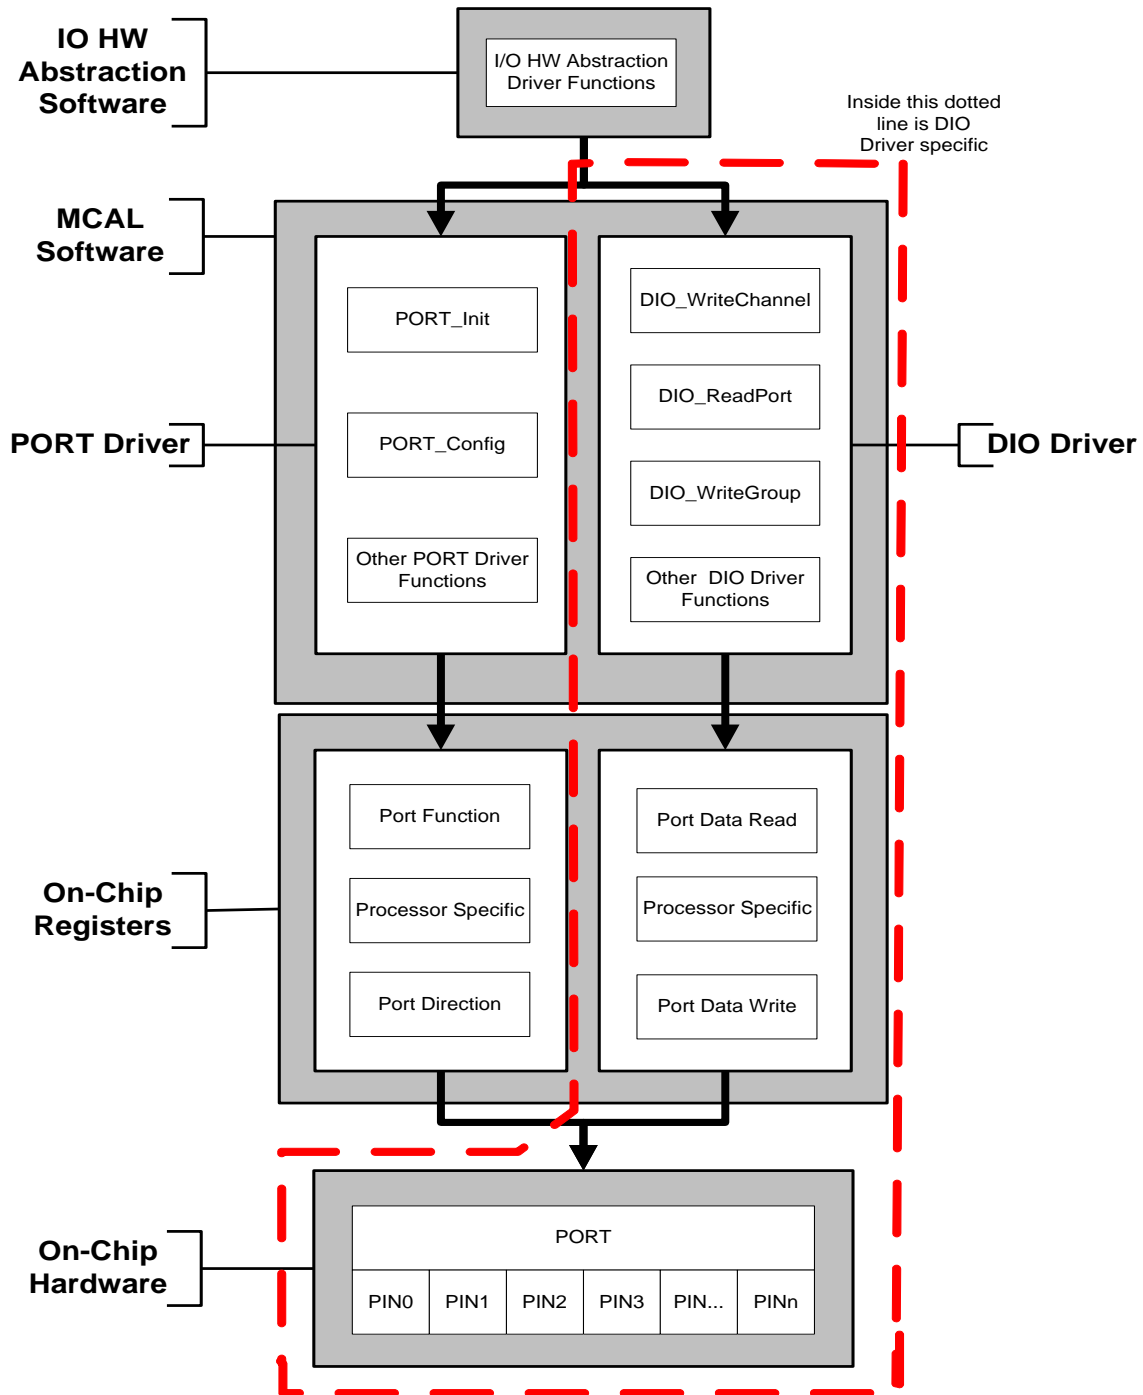 IO HW
Abstraction
Software
I/O HW Abstraction
Driver Functions
Inside this dotted
line is DIO
Driver specific
MCAL
Software
PORT_Init
PORT_Config
Other PORT Driver
Functions
DIO_WriteChannel
DIO_ReadPort
DIO_WriteGroup
Other DIO Driver
Functions
PORT Driver
DIO Driver
On-Chip
Registers
Port Function
Processor Specific
Port Direction
Port Data Read
Processor Specific
Port Data Write
On-Chip
Hardware
PORT
PIN0 PIN1 PIN2 PIN3 PIN... PINn